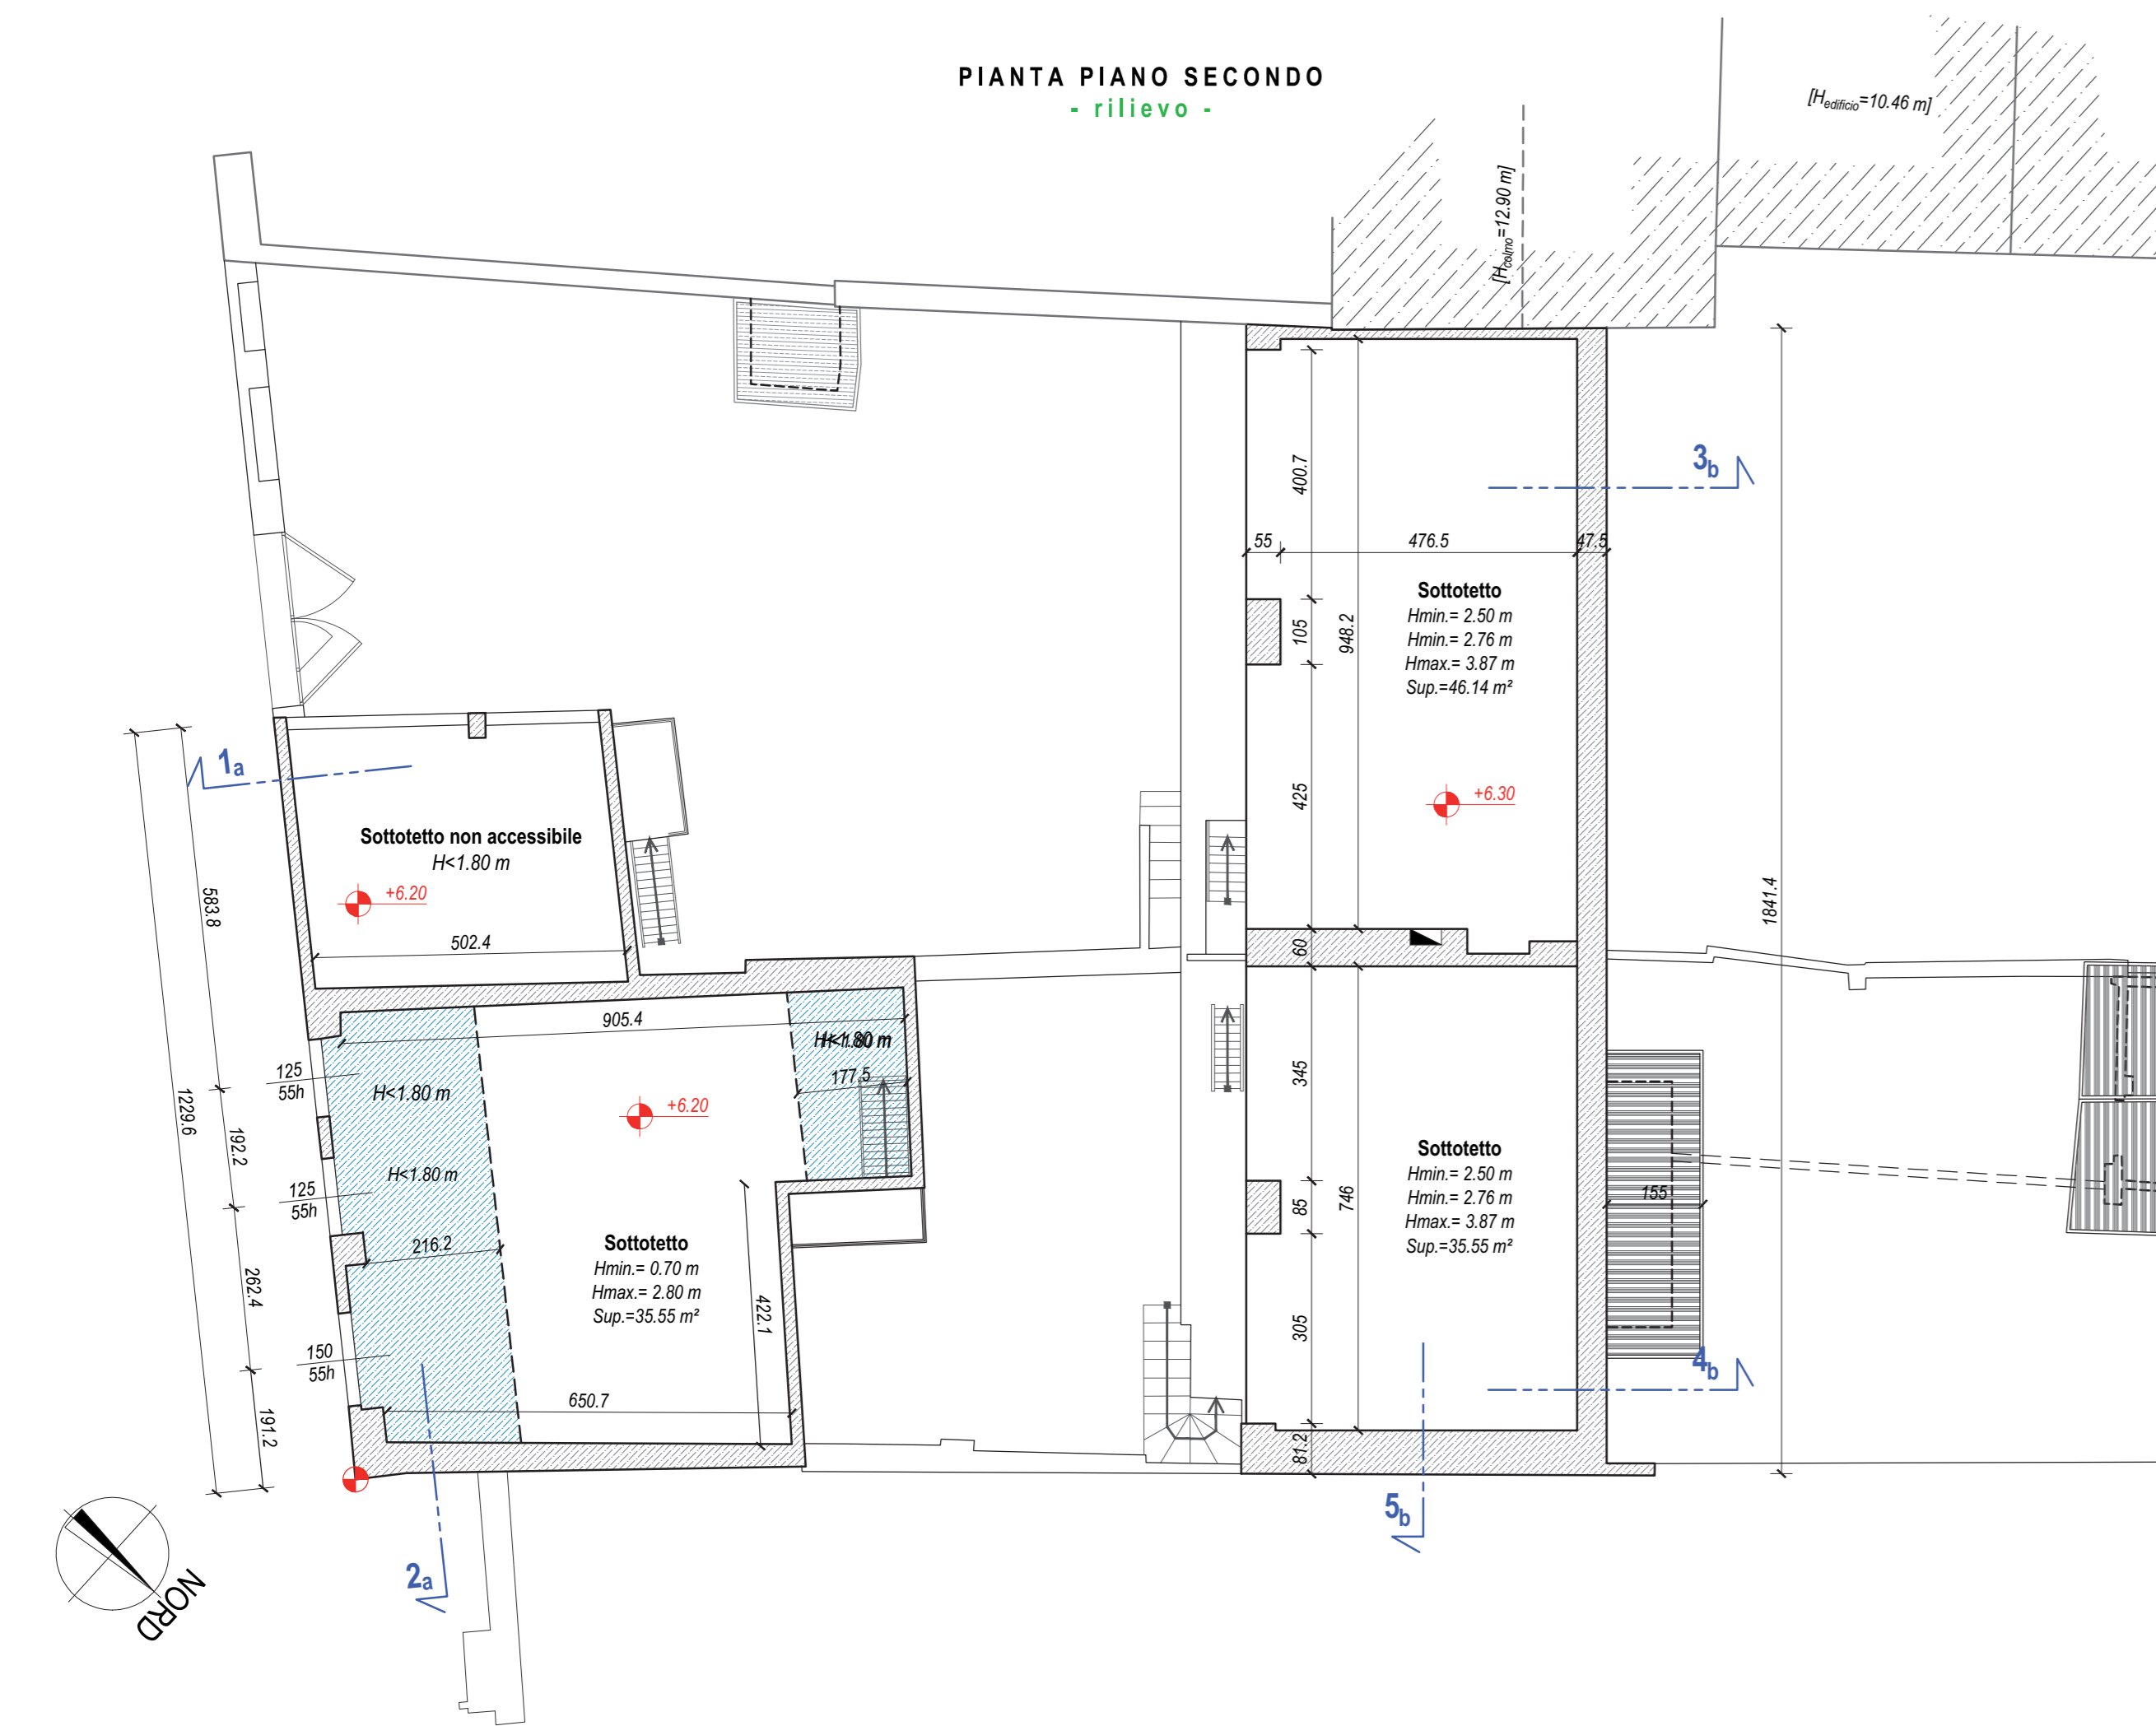 PIANTA PIANO SECONDO
- rilievo -
[Hedificio=10.46 m]
[Hcolmo=12.90 m]
3b
400.7
55
476.5
47.5
Sottotetto
Hmin.= 2.50 m
Hmin.= 2.76 m
Hmax.= 3.87 m
Sup.=46.14 m²
105
948.2
425
+6.30
1841.4
1a
Sottotetto non accessibile
H<1.80 m
+6.20
502.4
583.8
1229.6
192.2
262.4
191.2
905.4
H<1.80 m
177.5
125
55h
H<1.80 m
+6.20
H<1.80 m
125
55h
216.2
Sottotetto
Hmin.= 0.70 m
Hmax.= 2.80 m
Sup.=35.55 m²
422.1
150
55h
650.7
60
345
746
85
305
81.2
Sottotetto
Hmin.= 2.50 m
Hmin.= 2.76 m
Hmax.= 3.87 m
Sup.=35.55 m²
155
4b
5b
2a
NORD